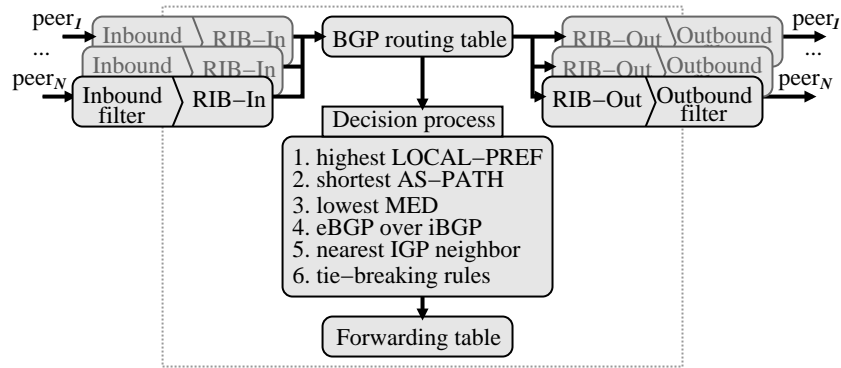 peer1
...
peerN
Inbound
RIB−In
Inbound
RIB−In
Inbound
filter
RIB−In
BGP routing table
RIB−Out
Outbound
RIB−Out
Outbound
RIB−Out
Outbound
filter
peer1
...
peerN
Decision process
1. highest LOCAL−PREF
2. shortest AS−PATH
3. lowest MED
4. eBGP over iBGP
5. nearest IGP neighbor
6. tie−breaking rules
Forwarding table